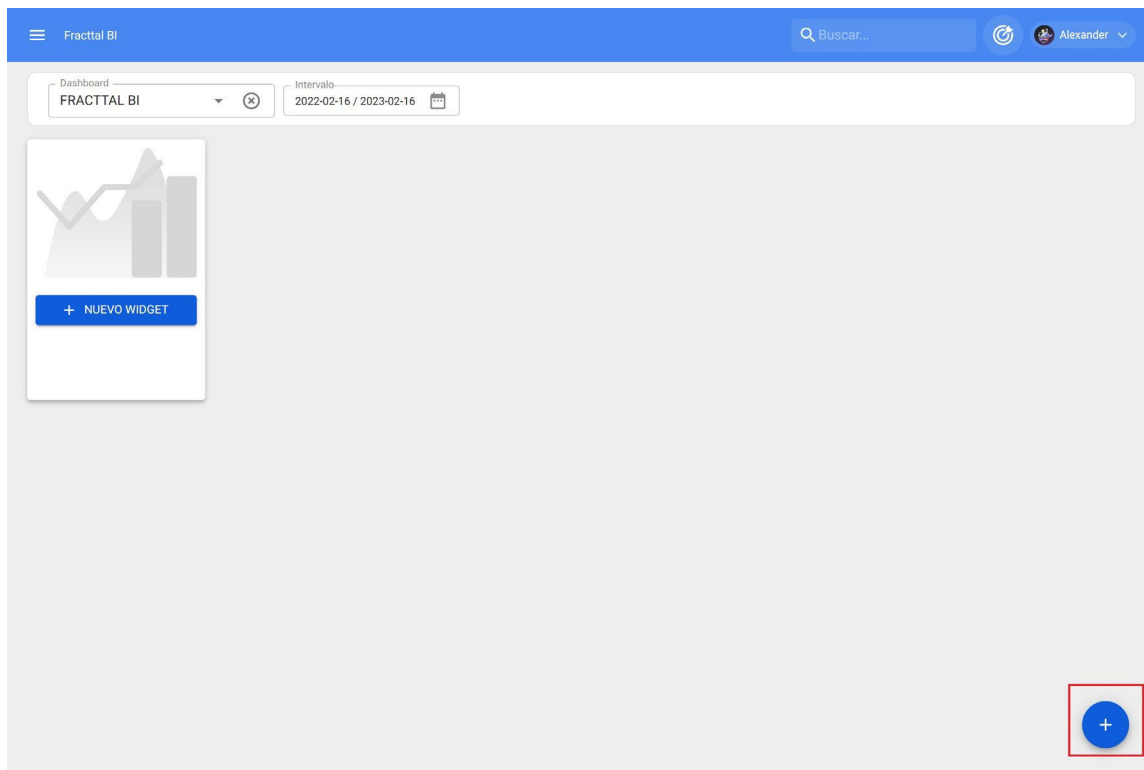 Fracttal BI
Buscar...
Alexander
Dashboard
FRACTTAL BI
Intervalo
2022-02-16 / 2023-02-16
+ NUEVO WIDGET
+